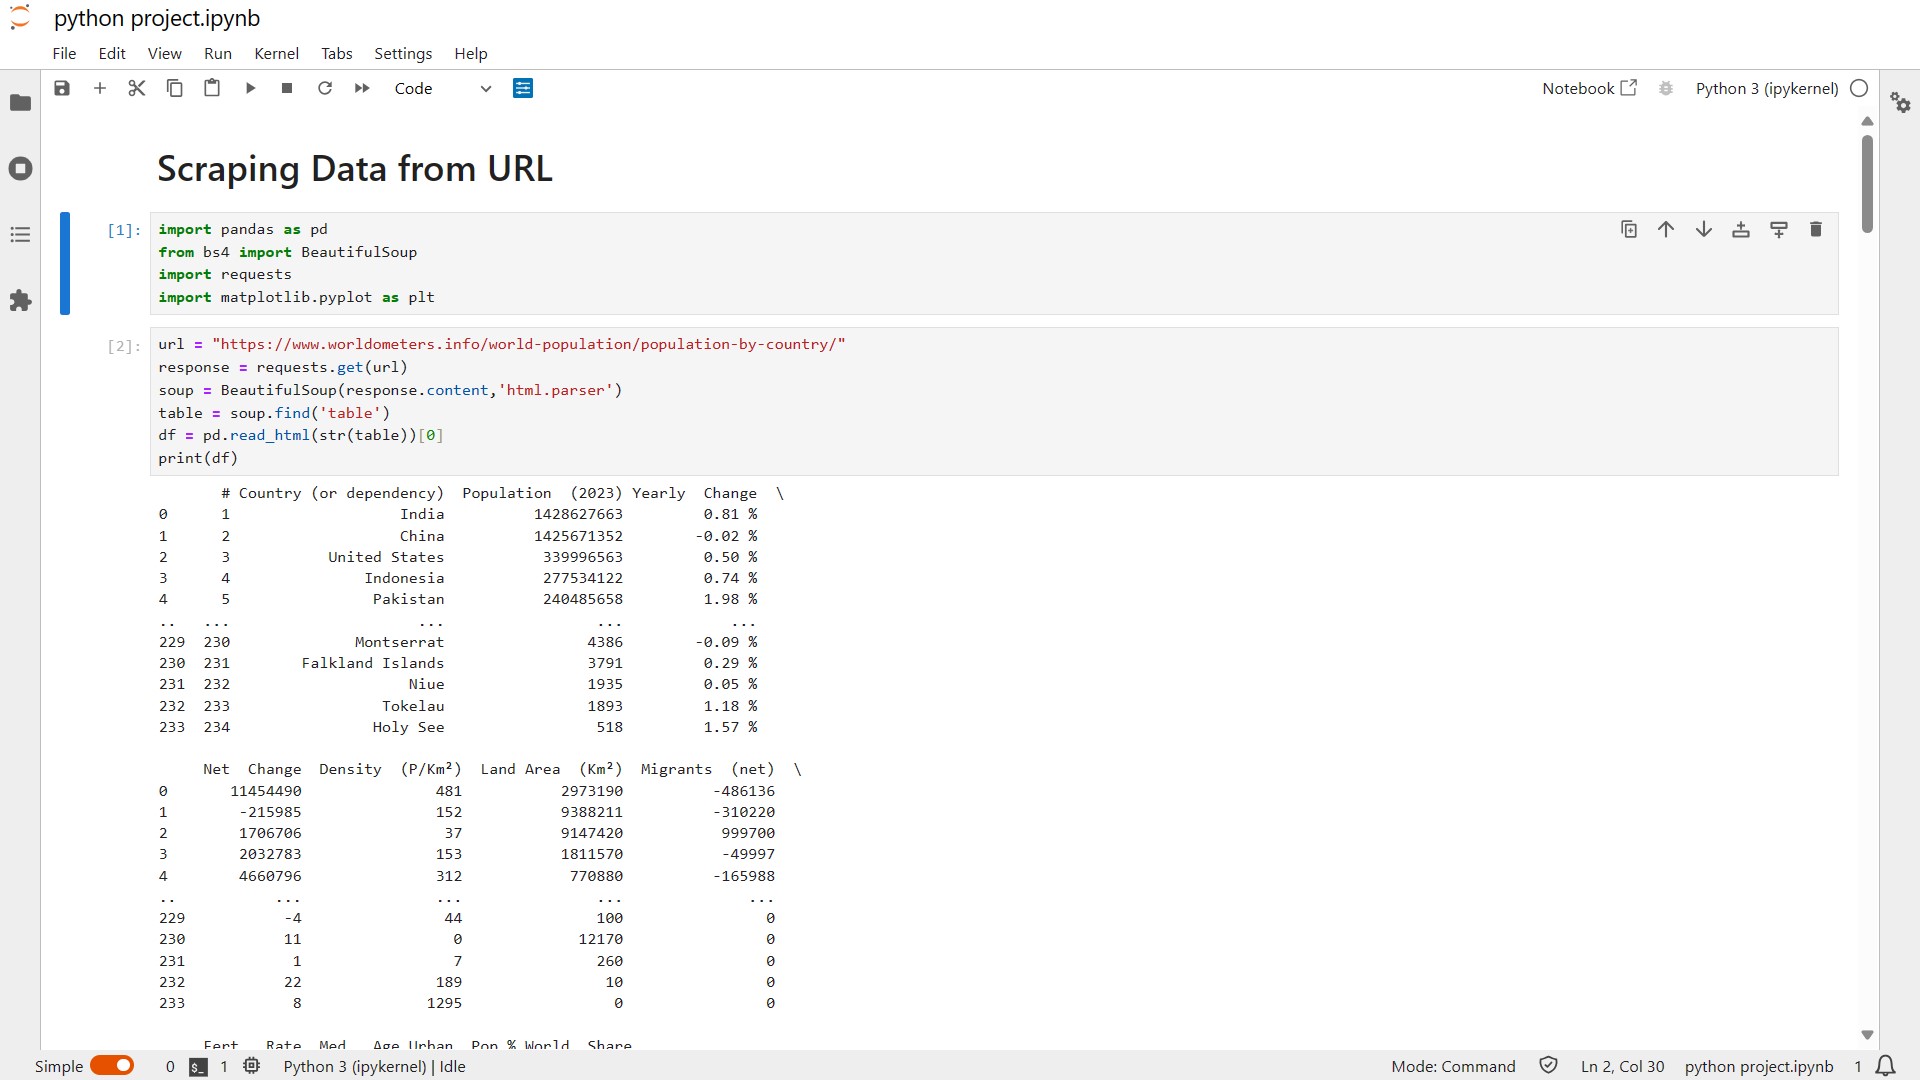 python project.ipynb
File Edit View Run Kernel Tabs Settings Help
Code Notebook Python 3 (ipykernel)
Scraping Data from URL
[1]: import pandas as pd
from bs4 import BeautifulSoup
import requests
import matplotlib.pyplot as plt
[2]: url = "https://www.worldometers.info/world-population/population-by-country/"
response = requests.get(url)
soup = BeautifulSoup(response.content,'html.parser')
table = soup.find('table')
df = pd.read_html(str(table))[0]
print(df)
# Country (or dependency) Population (2023) Yearly Change \
0 1 India 1428627663 0.81 %
1 2 China 1425671352 -0.02 %
2 3 United States 339996563 0.50 %
3 4 Indonesia 277534122 0.74 %
4 5 Pakistan 240485658 1.98 %
.. ... ... ... ...
229 230 Montserrat 4386 -0.09 %
230 231 Falkland Islands 3791 0.29 %
231 232 Niue 1935 0.05 %
232 233 Tokelau 1893 1.18 %
233 234 Holy See 518 1.57 %
Net Change Density (P/Km²) Land Area (Km²) Migrants (net) \
0 11454490 481 2973190 -486136
1 -215985 152 9388211 -310220
2 1706706 37 9147420 999700
3 2032783 153 1811570 -49997
4 4660796 312 770880 -165988
.. ... ... ... ...
229 -4 44 100 0
230 11 0 12170 0
231 1 7 260 0
232 22 189 10 0
233 8 1295 0 0
Fert. Rate Med. Age Urban Pop % World Share
Simple 0 $_ 1 Python 3 (ipykernel) | Idle Mode: Command Ln 2, Col 30 python project.ipynb 1